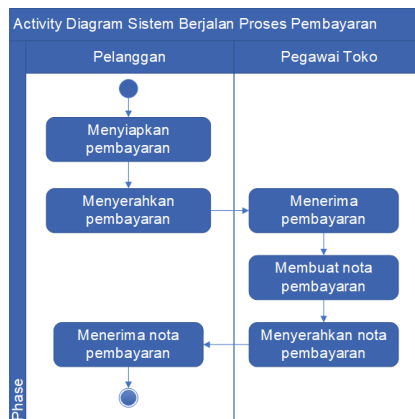 Activity Diagram Sistem Berjalan Proses Pembayaran
Pelanggan
Pegawai Toko
Menyiapkan
pembayaran
Menyerahkan
pembayaran
Menerima
pembayaran
Membuat nota
pembayaran
Menyerahkan nota
pembayaran
Menerima nota
pembayaran
Phase